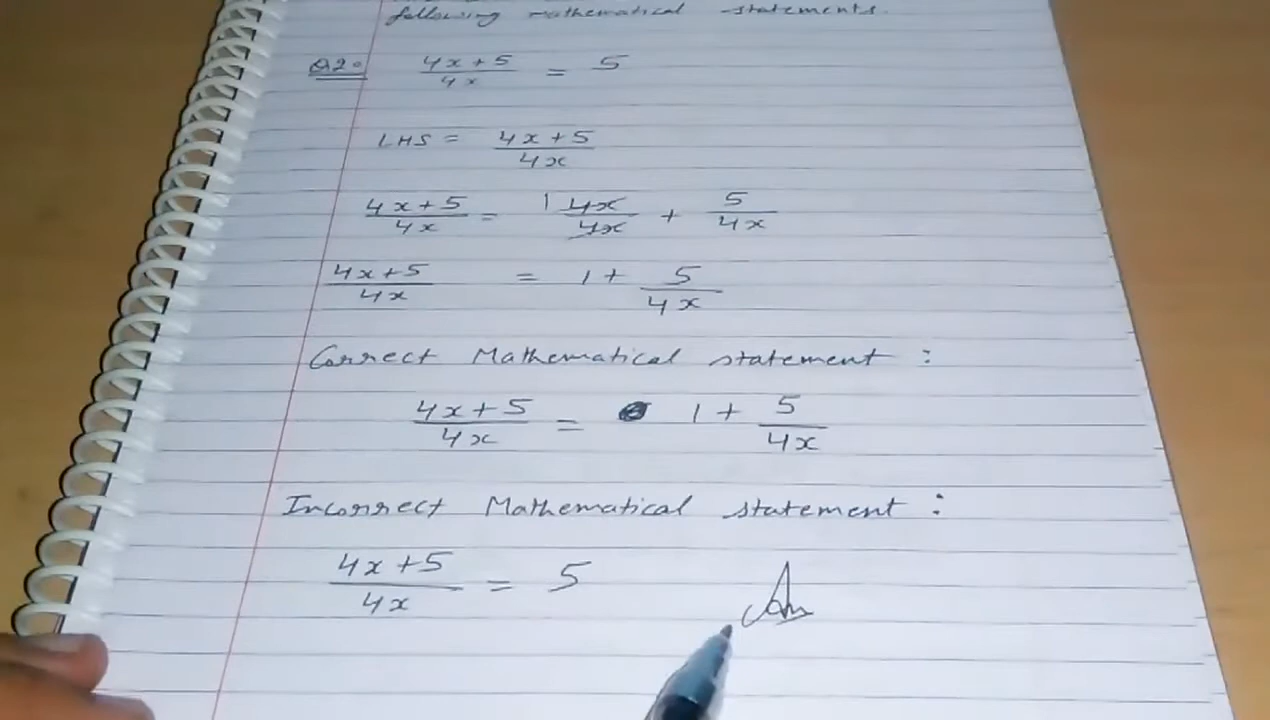 following mathematical statements.
Q2. (4x+5)/(4x) = 5
LHS = (4x+5)/(4x)
(4x+5)/(4x) = 1 (4x)/(4x) + 5/(4x)
(4x+5)/(4x) = 1 + 5/(4x)
Correct Mathematical statement :
(4x+5)/(4x) = 1 + 5/(4x)
Incorrect Mathematical statement :
(4x+5)/(4x) = 5
Ans